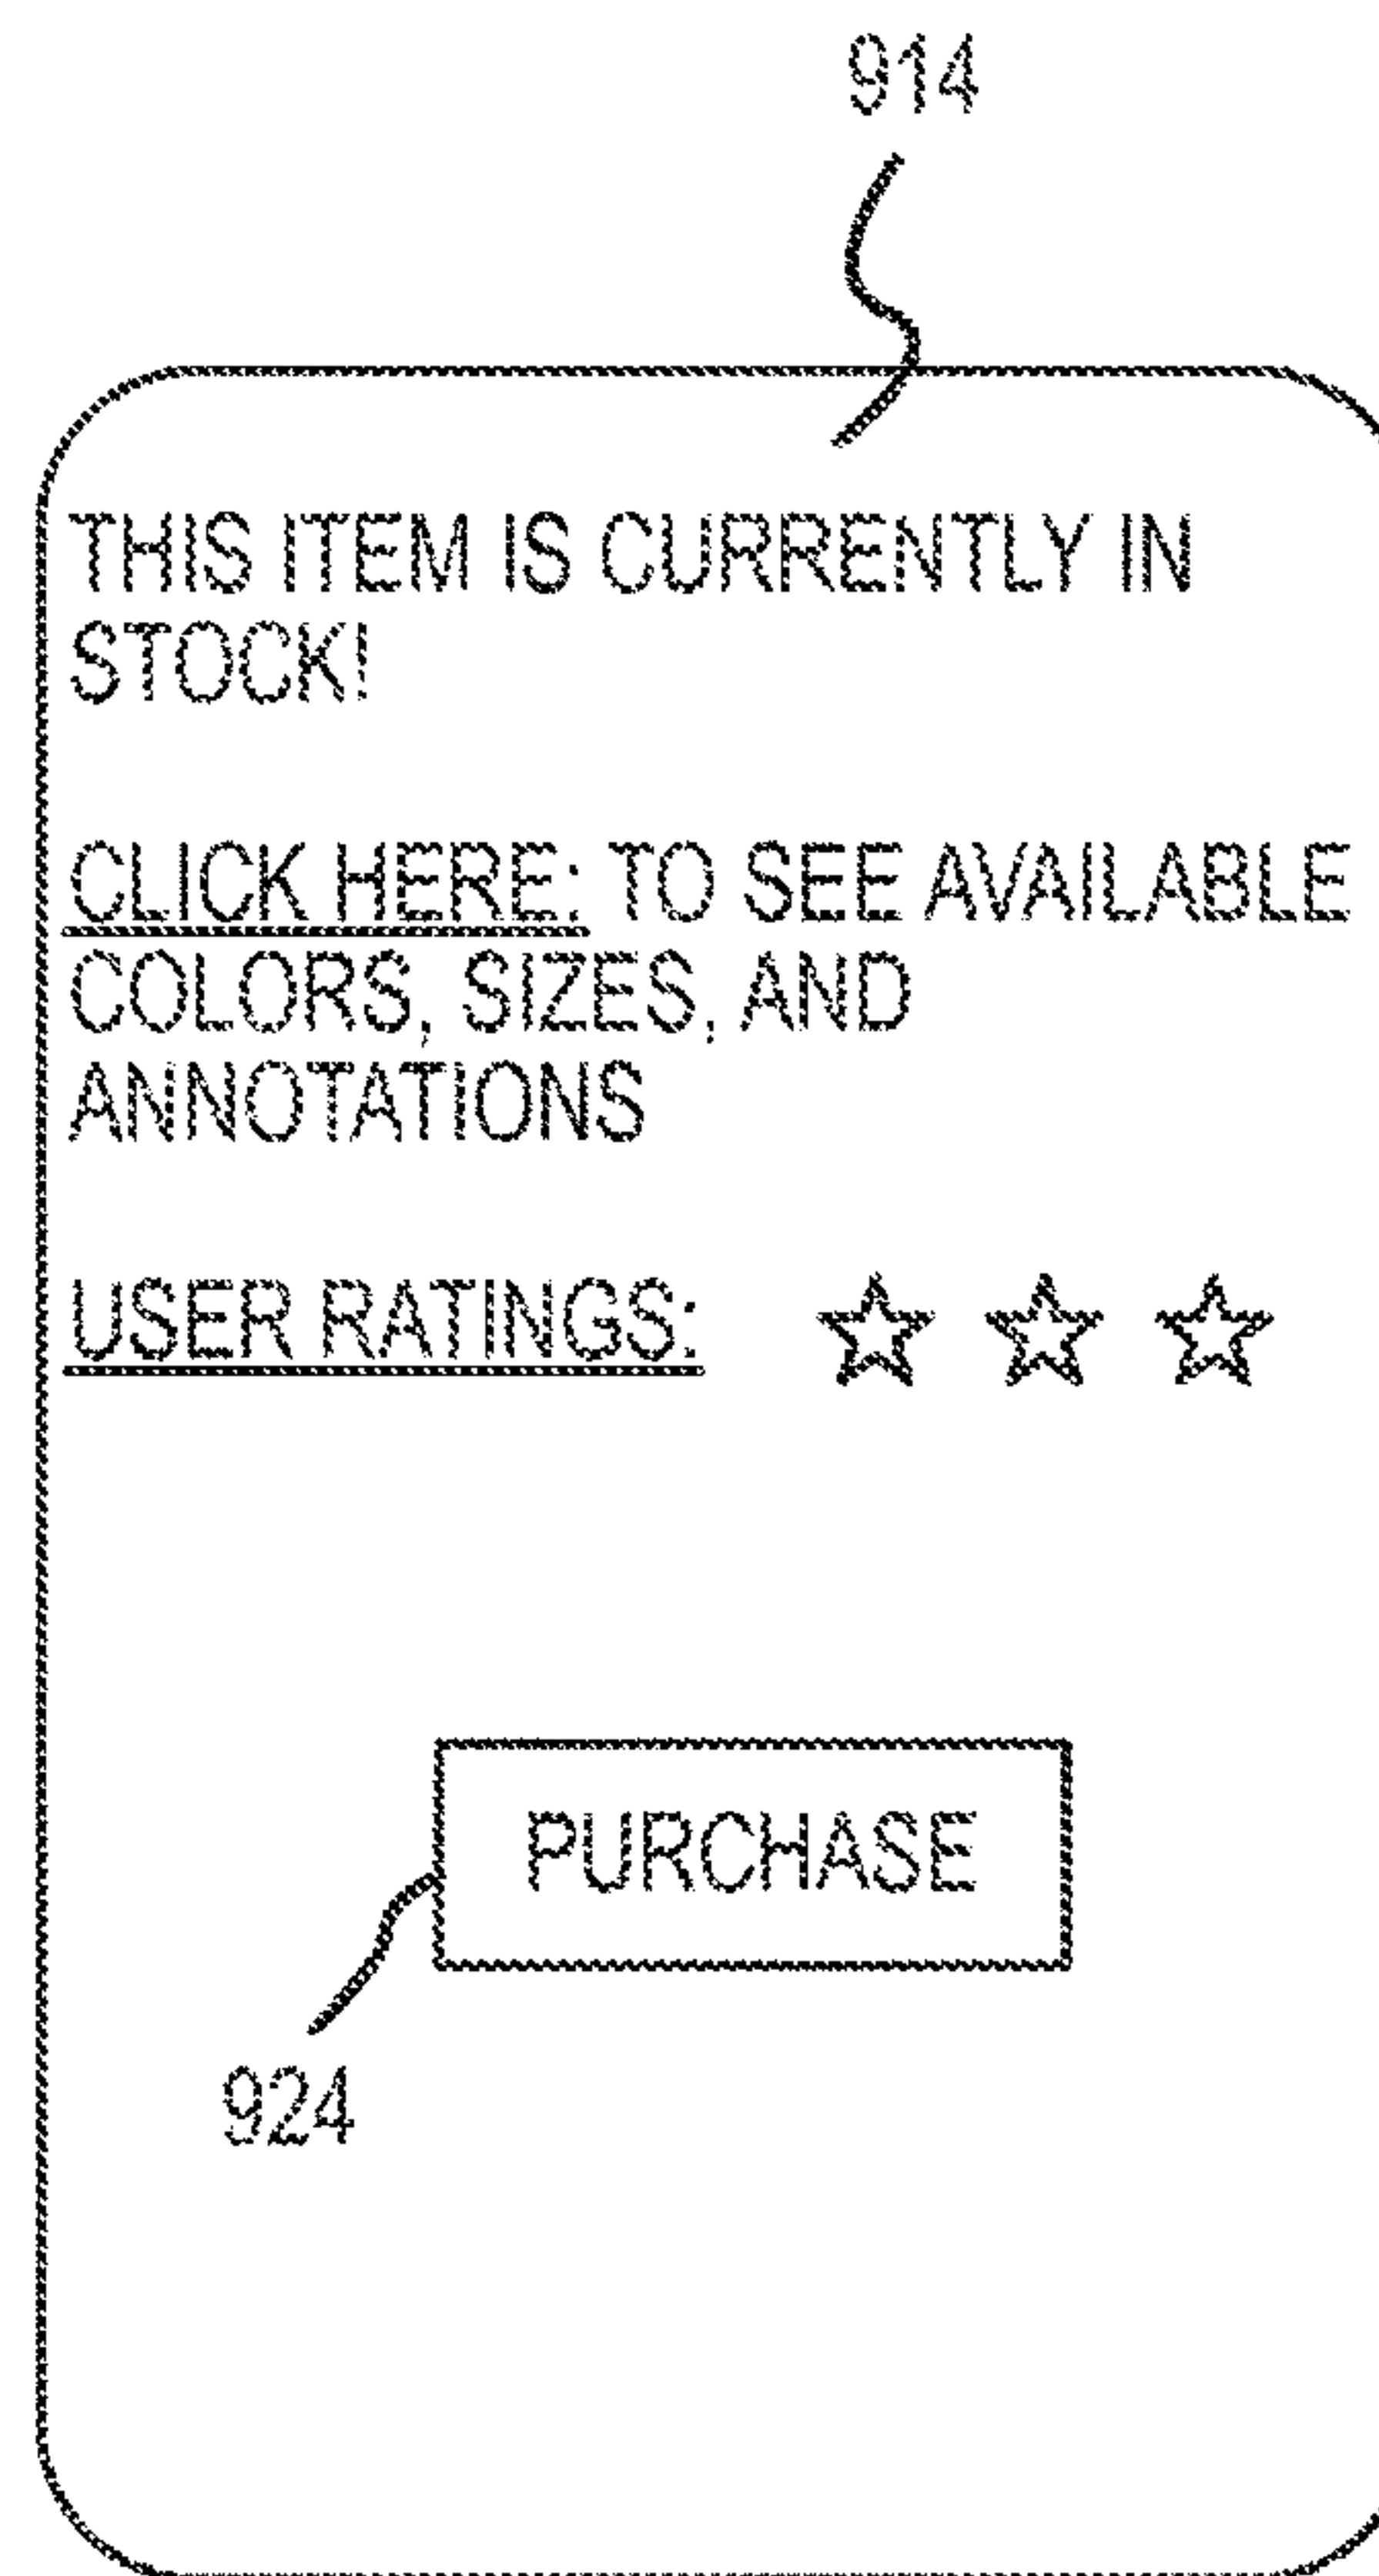 914
THIS ITEM IS CURRENTLY IN
STOCK!
CLICK HERE: TO SEE AVAILABLE
COLORS, SIZES, AND
ANNOTATIONS
USER RATINGS:
PURCHASE
924